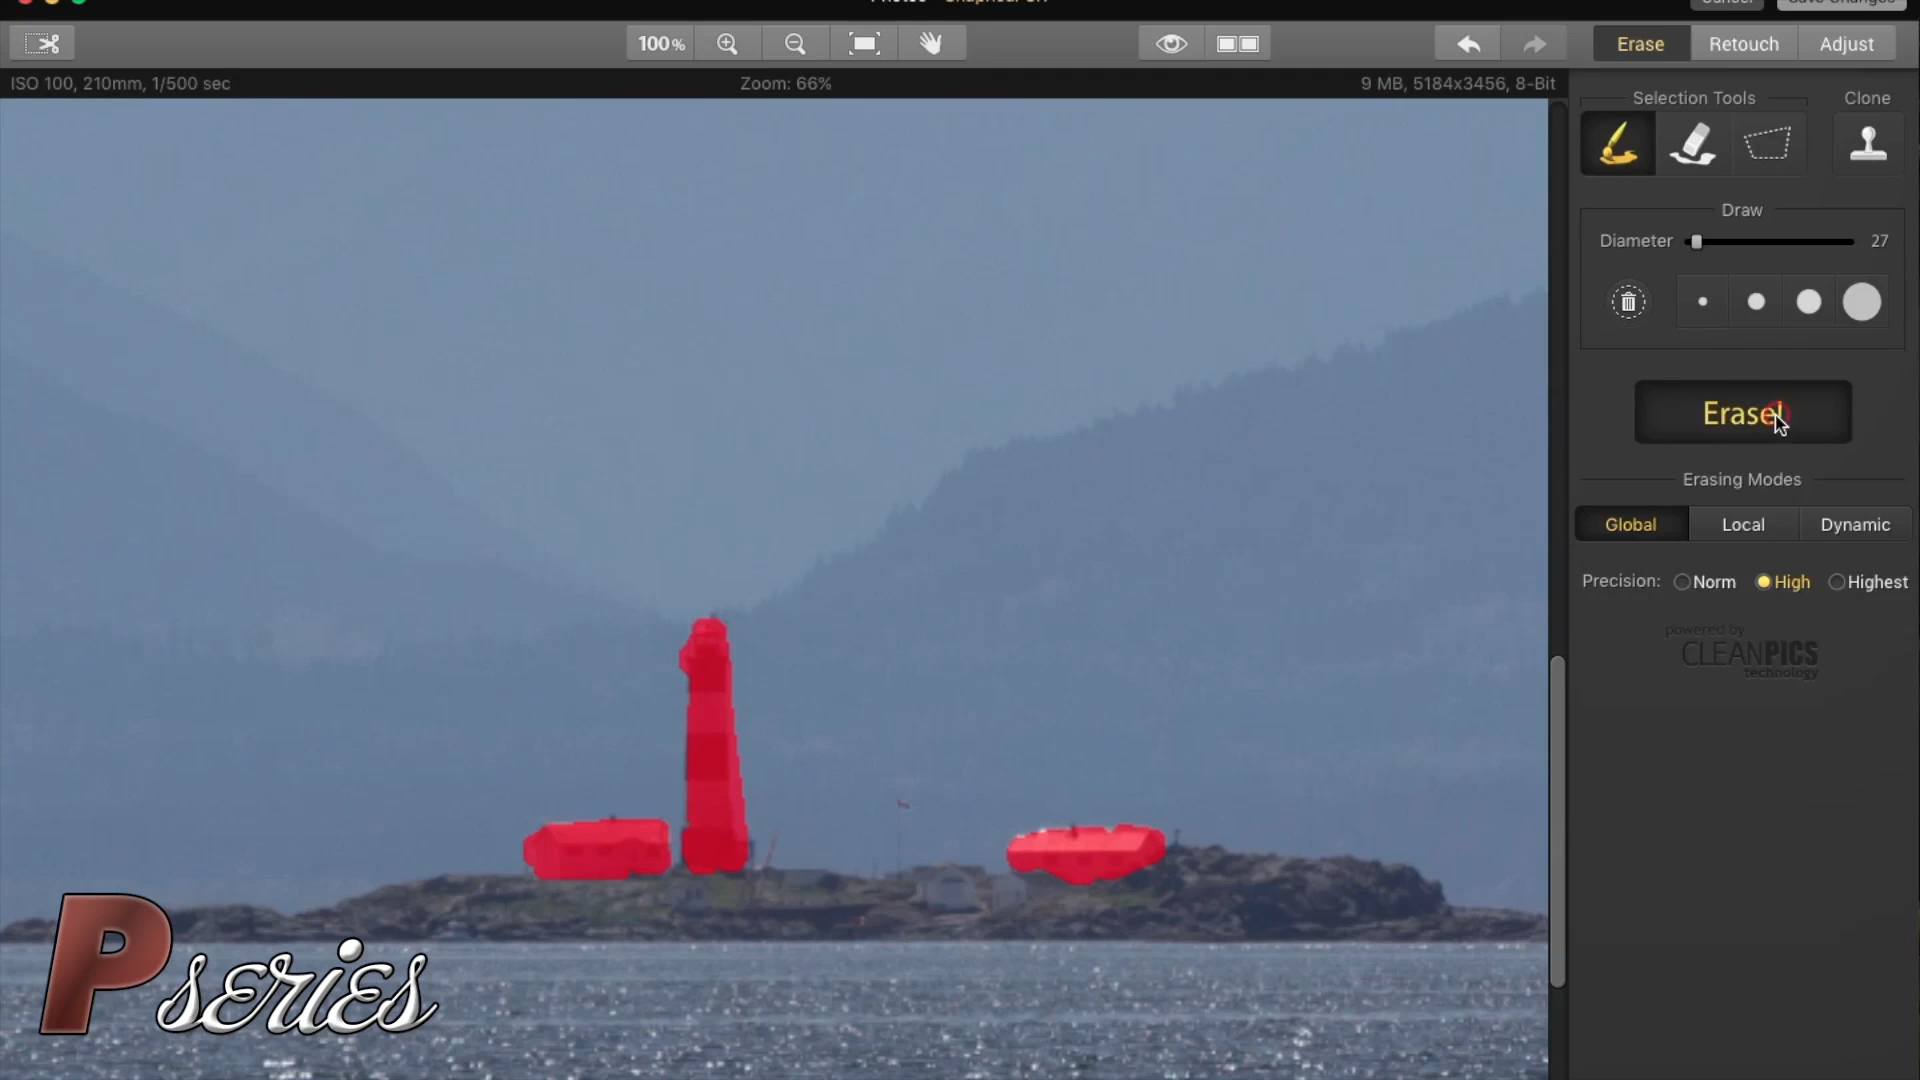 100%
Erase
Retouch
Adjust
ISO 100, 210mm, 1/500 sec
Zoom: 66%
9 MB, 5184x3456, 8-Bit
Selection Tools
Clone
Draw
Diameter
27
Erase!
Erasing Modes
Global
Local
Dynamic
Precision:
Norm
High
Highest
powered by
CLEANPICS
technology
Pseries